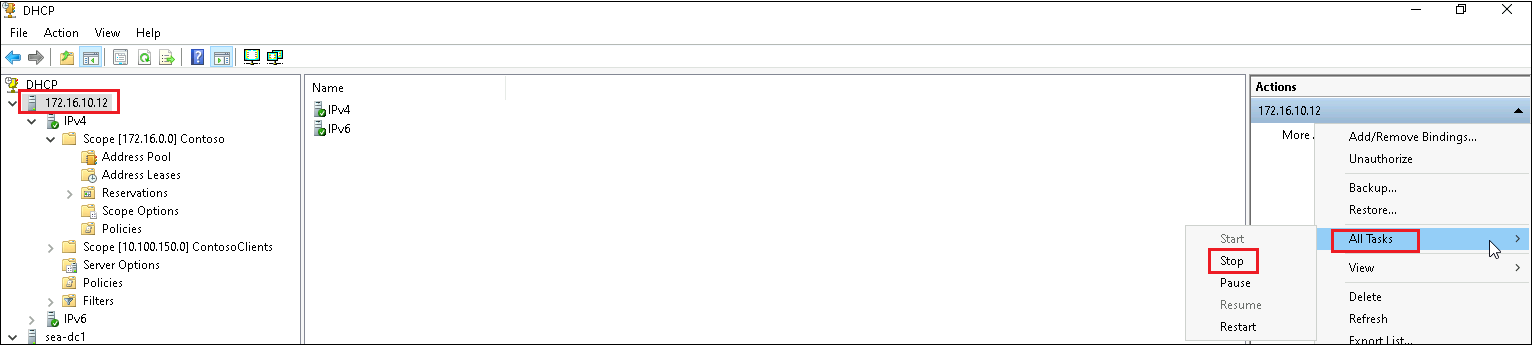 DHCP
File Action View Help
DHCP
172.16.10.12
IPv4
Scope [172.16.0.0] Contoso
Address Pool
Address Leases
Reservations
Scope Options
Policies
Scope [10.100.150.0] ContosoClients
Server Options
Policies
Filters
IPv6
sea-dc1
Name
IPv4
IPv6
Actions
172.16.10.12
More
Add/Remove Bindings...
Unauthorize
Backup...
Restore...
All Tasks
View
Delete
Refresh
Export List...
Start
Stop
Pause
Resume
Restart